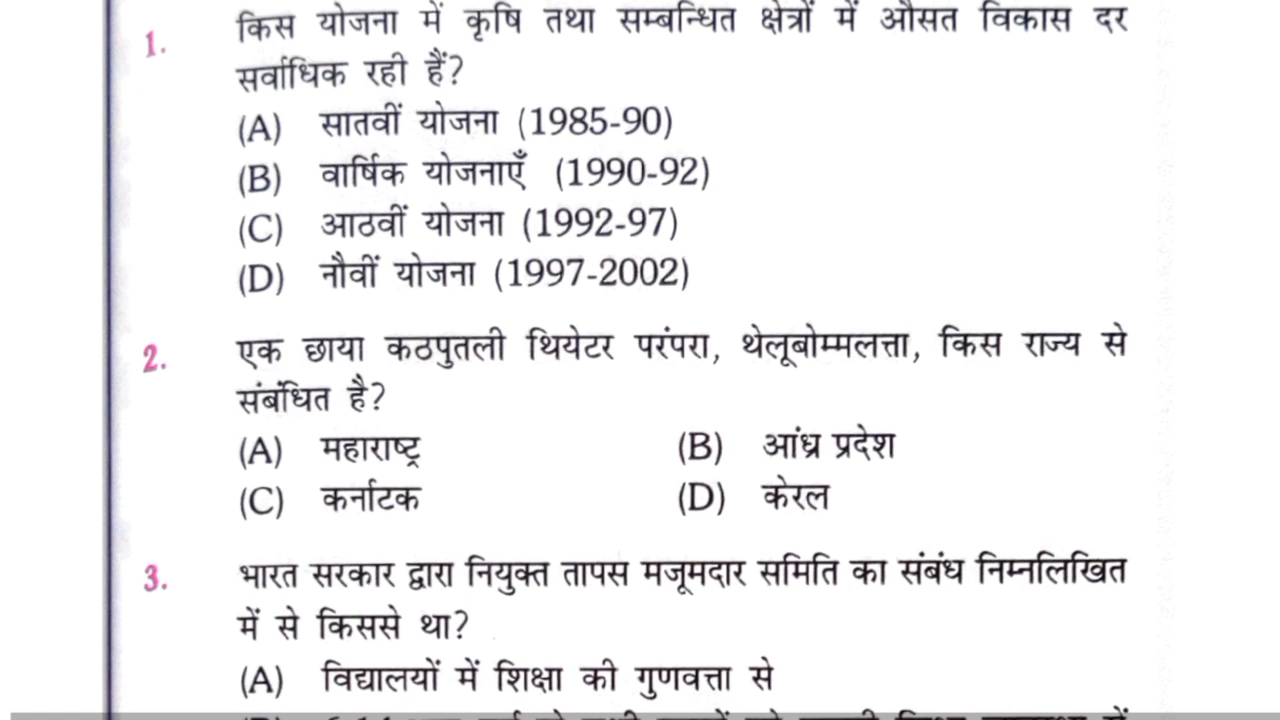 1. किस योजना में कृषि तथा सम्बन्धित क्षेत्रों में औसत विकास दर
सर्वाधिक रही हैं?
(A) सातवीं योजना (1985-90)
(B) वार्षिक योजनाएँ (1990-92)
(C) आठवीं योजना (1992-97)
(D) नौवीं योजना (1997-2002)
2. एक छाया कठपुतली थियेटर परंपरा, थेलूबोम्मलत्ता, किस राज्य से
संबंधित है?
(A) महाराष्ट्र (B) आंध्र प्रदेश
(C) कर्नाटक (D) केरल
3. भारत सरकार द्वारा नियुक्त तापस मजूमदार समिति का संबंध निम्नलिखित
में से किससे था?
(A) विद्यालयों में शिक्षा की गुणवत्ता से